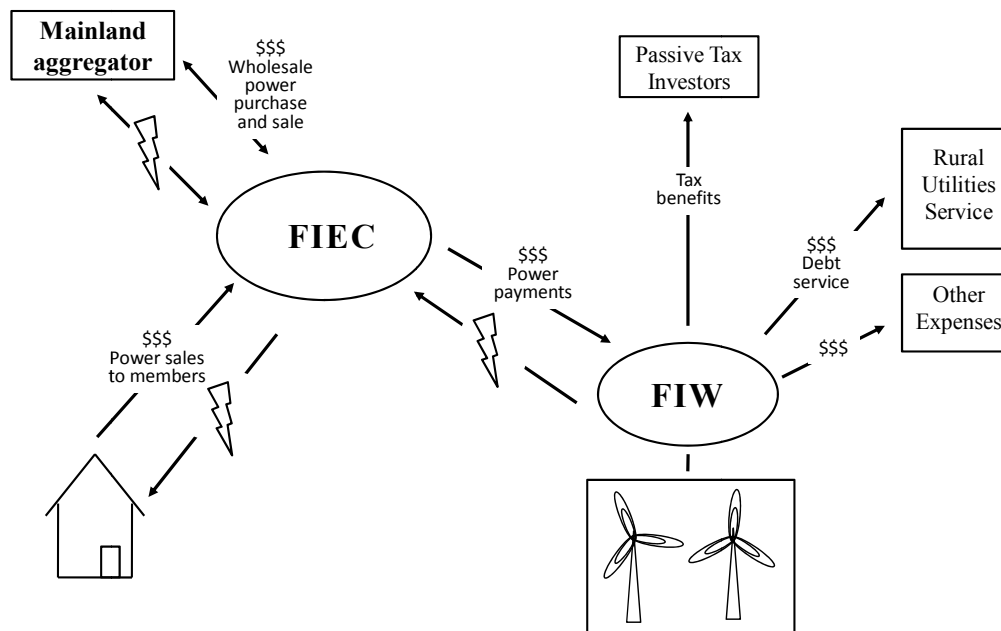 Mainland
aggregator
$$$
Wholesale
power
purchase
and sale
Passive Tax
Investors
Rural
Utilities
Service
Tax
benefits
FIEC
$$$
Power
payments
$$$
Debt
service
Other
Expenses
$$$
Power sales
to members
$$$
FIW